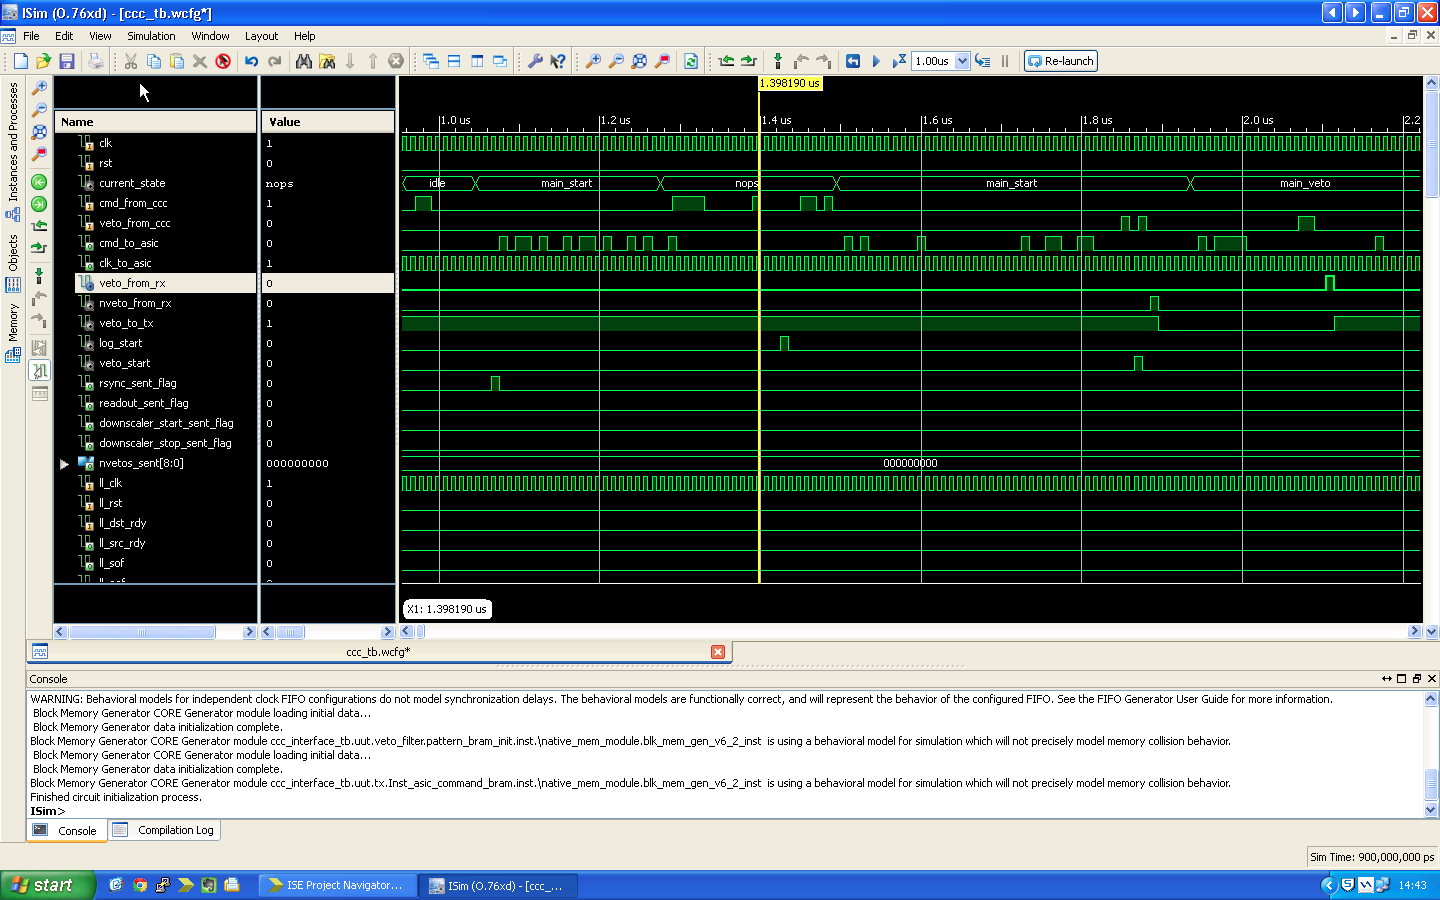 ISim (O.76xd) - [ccc_tb.wcfg*]
File Edit View Simulation Window Layout Help
1.00us Re-launch
Instances and Processes
Objects
Memory
1.398190 us
1.0 us 1.2 us 1.4 us 1.6 us 1.8 us 2.0 us 2.2
Name Value
clk 1
rst 0
current_state nops idle main_start nops main_start main_veto
cmd_from_ccc 1
veto_from_ccc 0
cmd_to_asic 0
clk_to_asic 1
veto_from_rx 0
nveto_from_rx 0
veto_to_tx 1
log_start 0
veto_start 0
rsync_sent_flag 0
readout_sent_flag 0
downscaler_start_sent_flag 0
downscaler_stop_sent_flag 0
nvetos_sent[8:0] 000000000 000000000
ll_clk 1
ll_rst 0
ll_dst_rdy 0
ll_src_rdy 0
ll_sof 0
X1: 1.398190 us
ccc_tb.wcfg*
Console
WARNING: Behavioral models for independent clock FIFO configurations do not model synchronization delays. The behavioral models are functionally correct, and will represent the behavior of the configured FIFO. See the FIFO Generator User Guide for more information.
Block Memory Generator CORE Generator module loading initial data...
Block Memory Generator data initialization complete.
Block Memory Generator CORE Generator module ccc_interface_tb.uut.veto_filter.pattern_bram_init.inst.\native_mem_module.blk_mem_gen_v6_2_inst is using a behavioral model for simulation which will not precisely model memory collision behavior.
Block Memory Generator CORE Generator module loading initial data...
Block Memory Generator data initialization complete.
Block Memory Generator CORE Generator module ccc_interface_tb.uut.tx.Inst_asic_command_bram.inst.\native_mem_module.blk_mem_gen_v6_2_inst is using a behavioral model for simulation which will not precisely model memory collision behavior.
Finished circuit initialization process.
ISim>
Console Compilation Log
Sim Time: 900,000,000 ps
start ISE Project Navigator... ISim (O.76xd) - [ccc_... 14:43